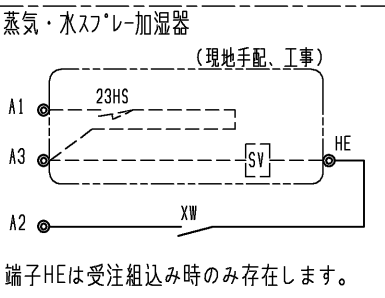 蒸気・水スプレー加湿器
(現地手配、工事)
A1
23HS
A3
SV
HE
A2
XW
端子HEは受注組込み時のみ存在します。